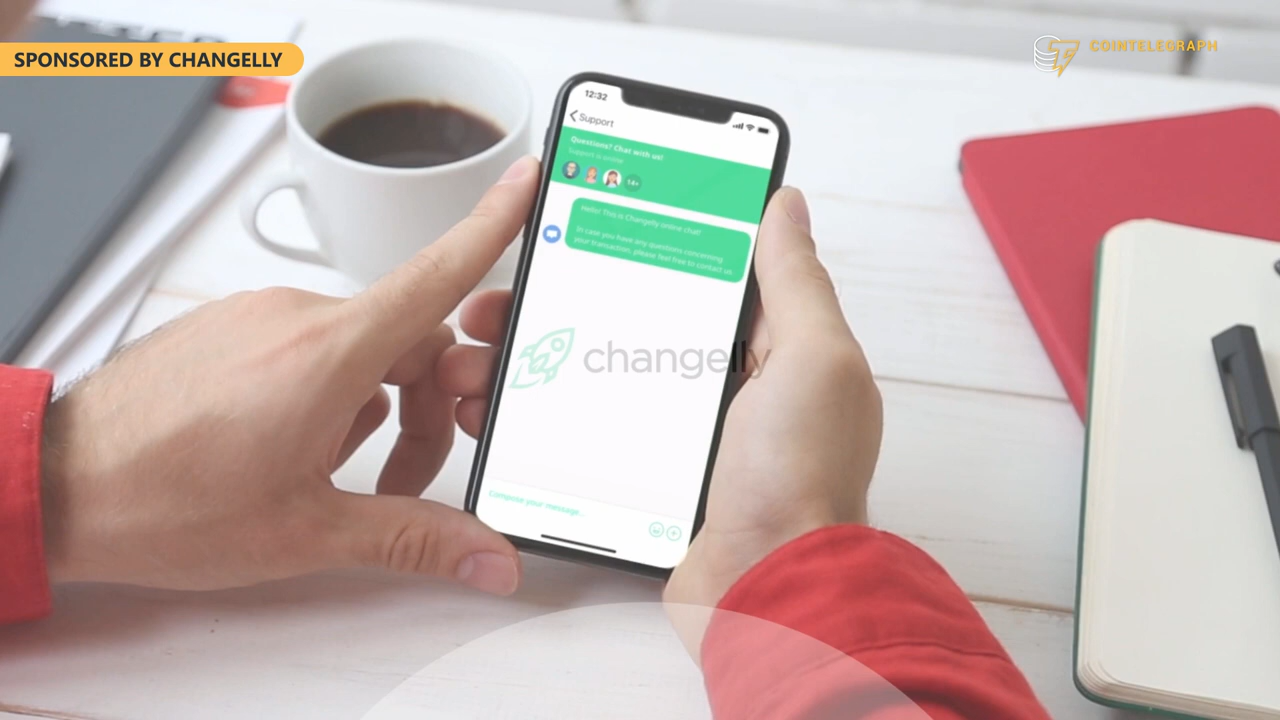 SPONSORED BY CHANGELLY
COINTELEGRAPH
12:32
Support
Questions? Chat with us!
Support is online
14+
Hello! This is Changelly online chat!
In case you have any questions concerning
your transaction, please feel free to contact us.
changelly
Compose your message...